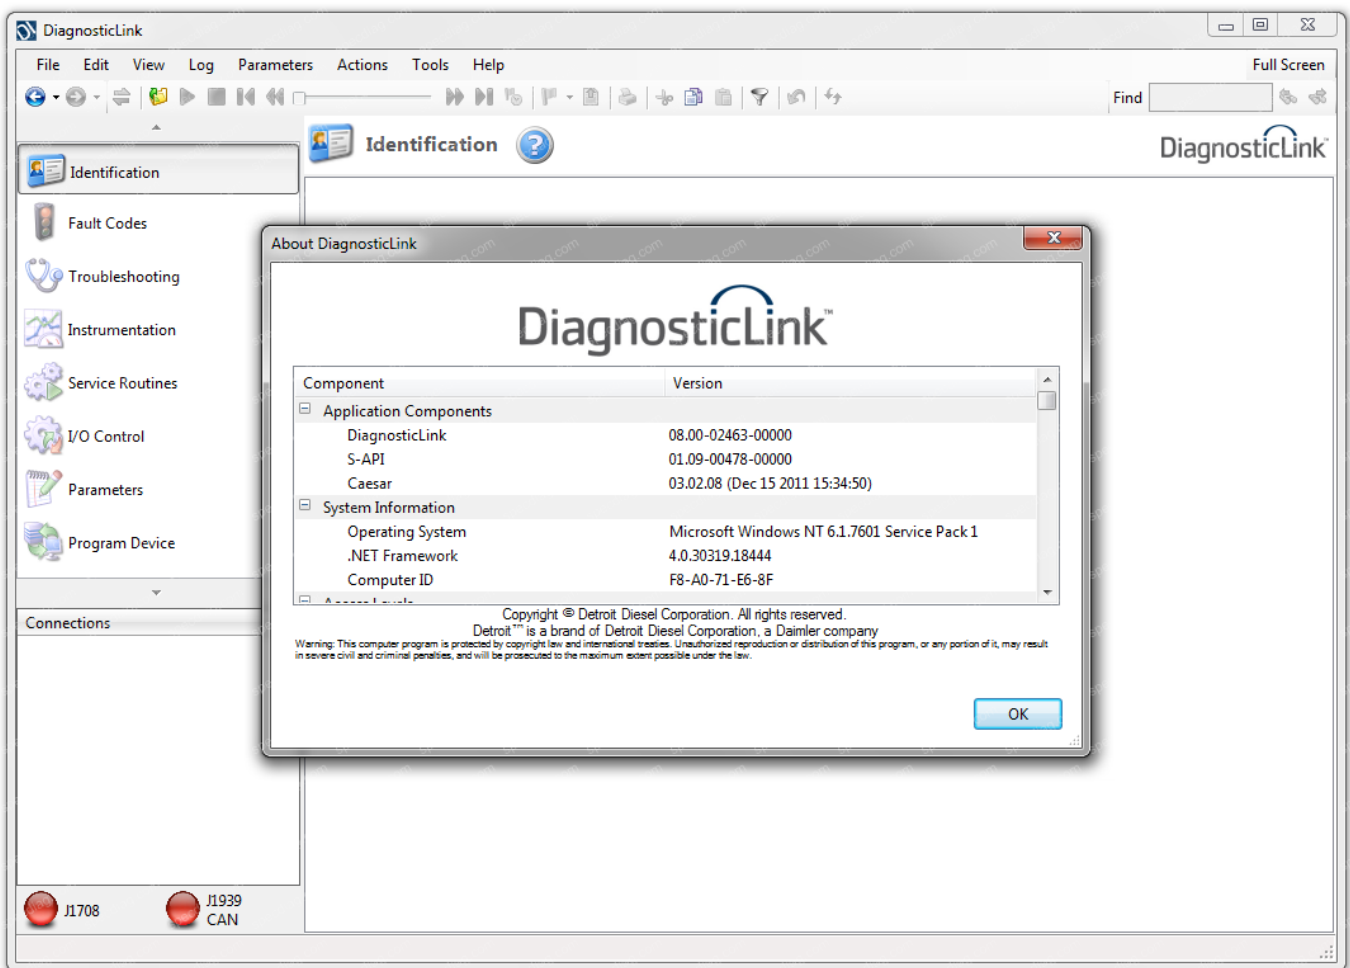 DiagnosticLink
File Edit View Log Parameters Actions Tools Help Full Screen
Find
Identification
DiagnosticLink™
Identification
Fault Codes
Troubleshooting
Instrumentation
Service Routines
I/O Control
Parameters
Program Device
Connections
J1708
J1939
CAN
About DiagnosticLink
DiagnosticLink™
Component Version
Application Components
DiagnosticLink 08.00-02463-00000
S-API 01.09-00478-00000
Caesar 03.02.08 (Dec 15 2011 15:34:50)
System Information
Operating System Microsoft Windows NT 6.1.7601 Service Pack 1
.NET Framework 4.0.30319.18444
Computer ID F8-A0-71-E6-8F
Access Levels
Copyright © Detroit Diesel Corporation. All rights reserved.
Detroit™ is a brand of Detroit Diesel Corporation, a Daimler company
Warning: This computer program is protected by copyright law and international treaties. Unauthorized reproduction or distribution of this program, or any portion of it, may result
in severe civil and criminal penalties, and will be prosecuted to the maximum extent possible under the law.
OK